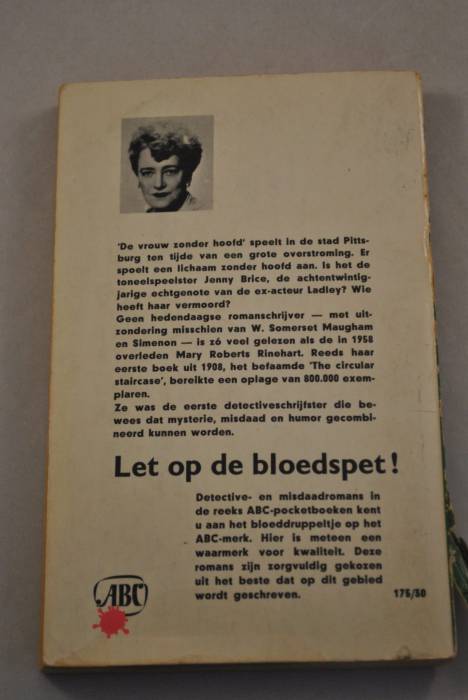 'De vrouw zonder hoofd' speelt in de stad Pitts-
burg ten tijde van een grote overstroming. Er
spoelt een lichaam zonder hoofd aan. Is het de
toneelspeelster Jenny Brice, de achtentwintig-
jarige echtgenote van de ex-acteur Ladley? Wie
heeft haar vermoord?
Geen hedendaagse romanschrijver — met uit-
zondering misschien van W. Somerset Maugham
en Simenon — is zó veel gelezen als de in 1958
overleden Mary Roberts Rinehart. Reeds haar
eerste boek uit 1908, het befaamde 'The circular
staircase', bereikte een oplage van 800.000 exem-
plaren.
Ze was de eerste detectiveschrijfster die be-
wees dat mysterie, misdaad en humor gecombi-
neerd kunnen worden.
Let op de bloedspet!
Detective- en misdaadromans in
de reeks ABC-pocketboeken kent
u aan het bloeddruppeltje op het
ABC-merk. Hier is meteen een
waarmerk voor kwaliteit. Deze
romans zijn zorgvuldig gekozen
uit het beste dat op dit gebied
wordt geschreven.
175/50
ABC